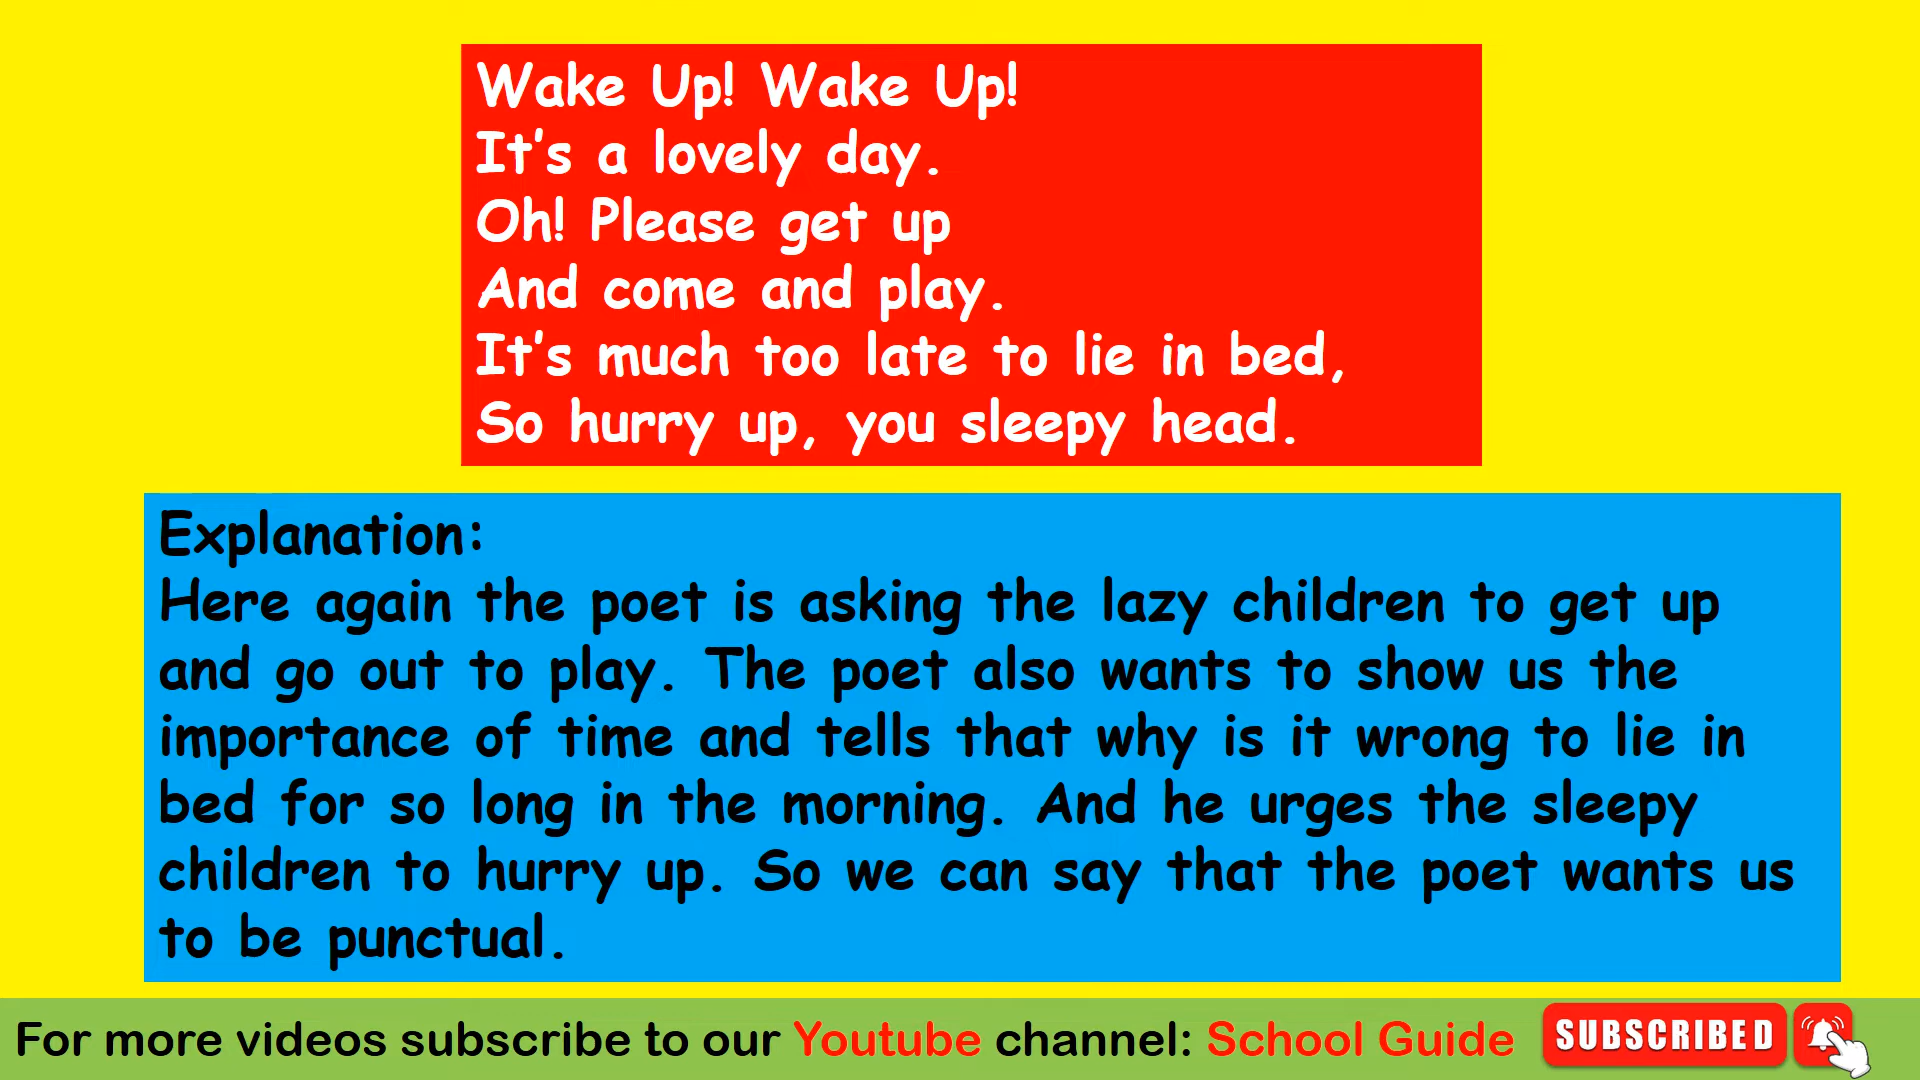 Wake Up! Wake Up!
It's a lovely day.
Oh! Please get up
And come and play.
It's much too late to lie in bed,
So hurry up, you sleepy head.
Explanation:
Here again the poet is asking the lazy children to get up
and go out to play. The poet also wants to show us the
importance of time and tells that why is it wrong to lie in
bed for so long in the morning. And he urges the sleepy
children to hurry up. So we can say that the poet wants us
to be punctual.
For more videos subscribe to our Youtube channel: School Guide SUBSCRIBED